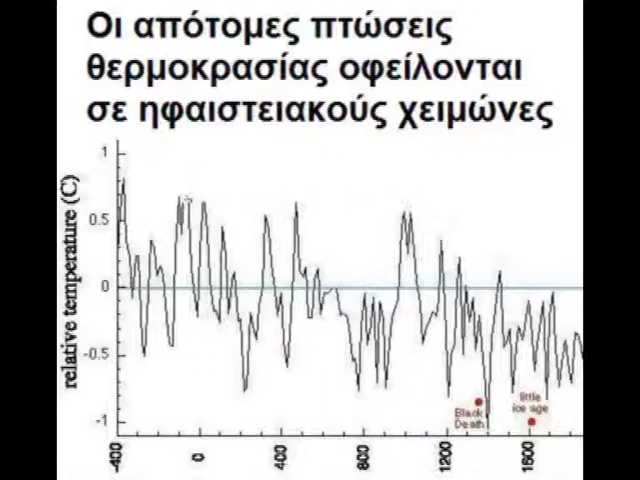 Οι απότομες πτώσεις
θερμοκρασίας οφείλονται
σε ηφαιστειακούς χειμώνες
relative temperature (C)
1
0.5
0
-0.5
-1
Black
Death
little
ice age
-400
0
400
800
1200
1600